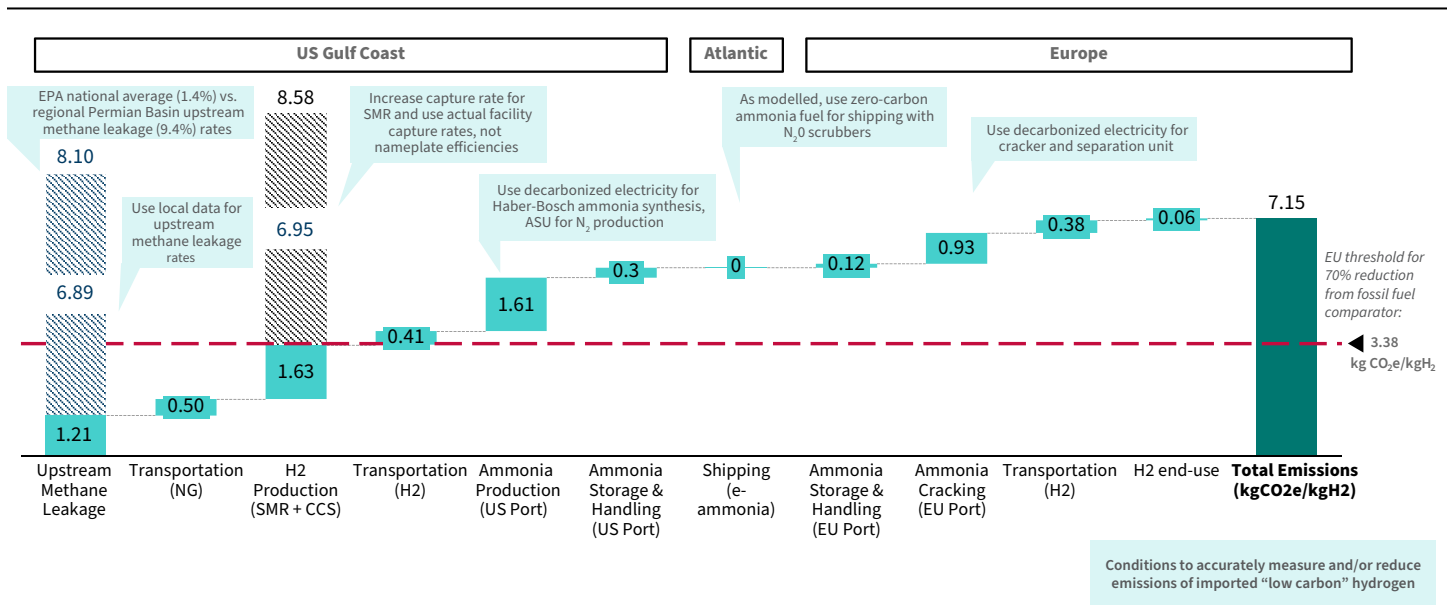 US Gulf Coast
Atlantic
Europe
EPA national average (1.4%) vs.
regional Permian Basin upstream
methane leakage (9.4%) rates
8.10
6.89
1.21
Use local data for
upstream
methane leakage
rates
0.50
8.58
6.95
1.63
Increase capture rate for
SMR and use actual facility
capture rates, not
nameplate efficiencies
0.41
Use decarbonized electricity for
Haber-Bosch ammonia synthesis,
ASU for N₂ production
1.61
0.3
As modelled, use zero-carbon
ammonia fuel for shipping with
N₂0 scrubbers
0
0.12
0.93
Use decarbonized electricity for
cracker and separation unit
0.38
0.06
7.15
EU threshold for
70% reduction
from fossil fuel
comparator:
3.38
kg CO₂e/kgH₂
Upstream
Methane
Leakage
Transportation
(NG)
H2
Production
(SMR + CCS)
Transportation
(H2)
Ammonia
Production
(US Port)
Ammonia
Storage &
Handling
(US Port)
Shipping
(e-
ammonia)
Ammonia
Storage &
Handling
(EU Port)
Ammonia
Cracking
(EU Port)
Transportation
(H2)
H2 end-use
Total Emissions
(kgCO2e/kgH2)
Conditions to accurately measure and/or reduce
emissions of imported “low carbon” hydrogen